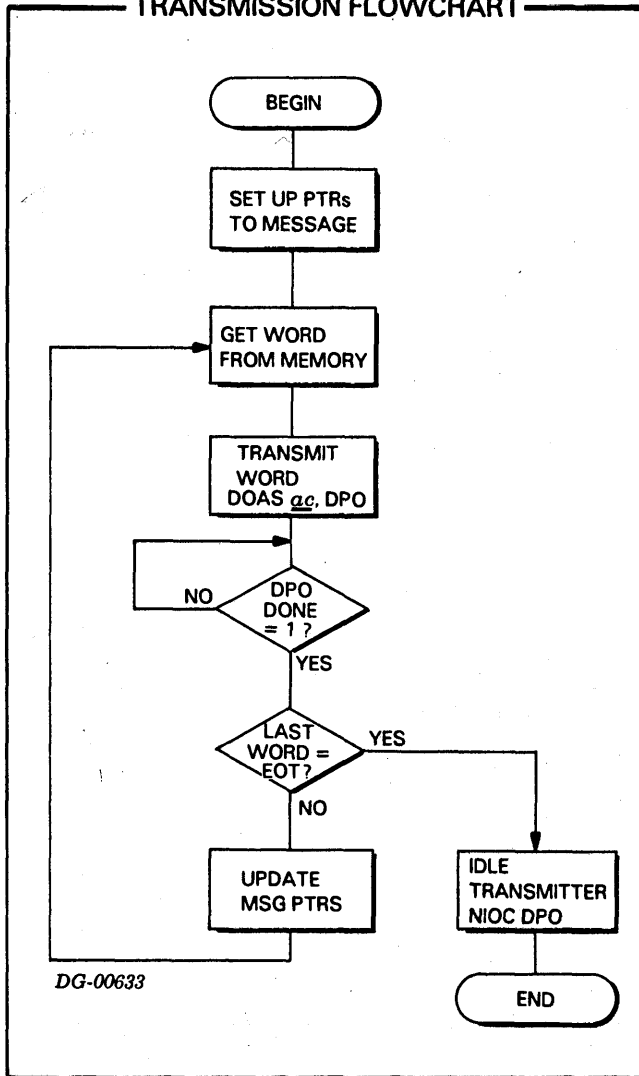 TRANSMISSION FLOWCHART
BEGIN
SET UP PTRs
TO MESSAGE
GET WORD
FROM MEMORY
TRANSMIT
WORD
DOAS ac, DPO
NO
DPO
DONE
= 1 ?
YES
LAST
WORD =
EOT?
YES
NO
UPDATE
MSG PTRS
IDLE
TRANSMITTER
NIOC DPO
DG-00633
END